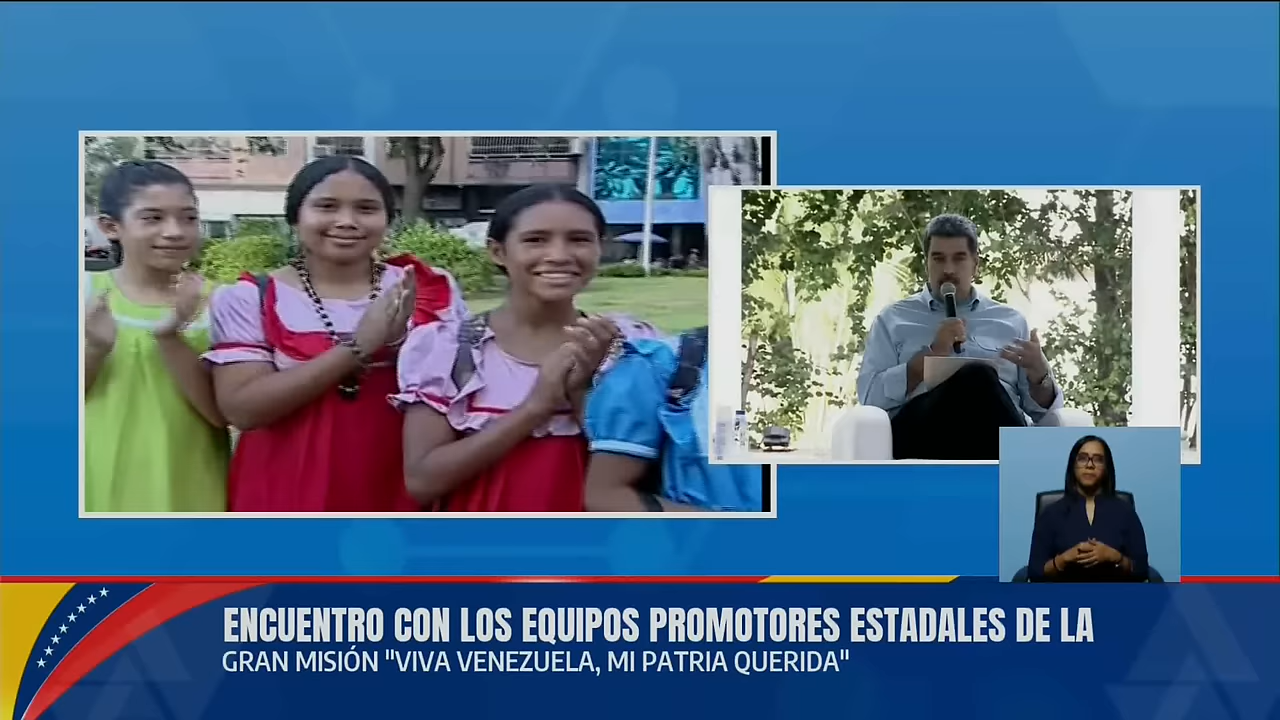 ENCUENTRO CON LOS EQUIPOS PROMOTORES ESTADALES DE LA
GRAN MISIÓN "VIVA VENEZUELA, MI PATRIA QUERIDA"